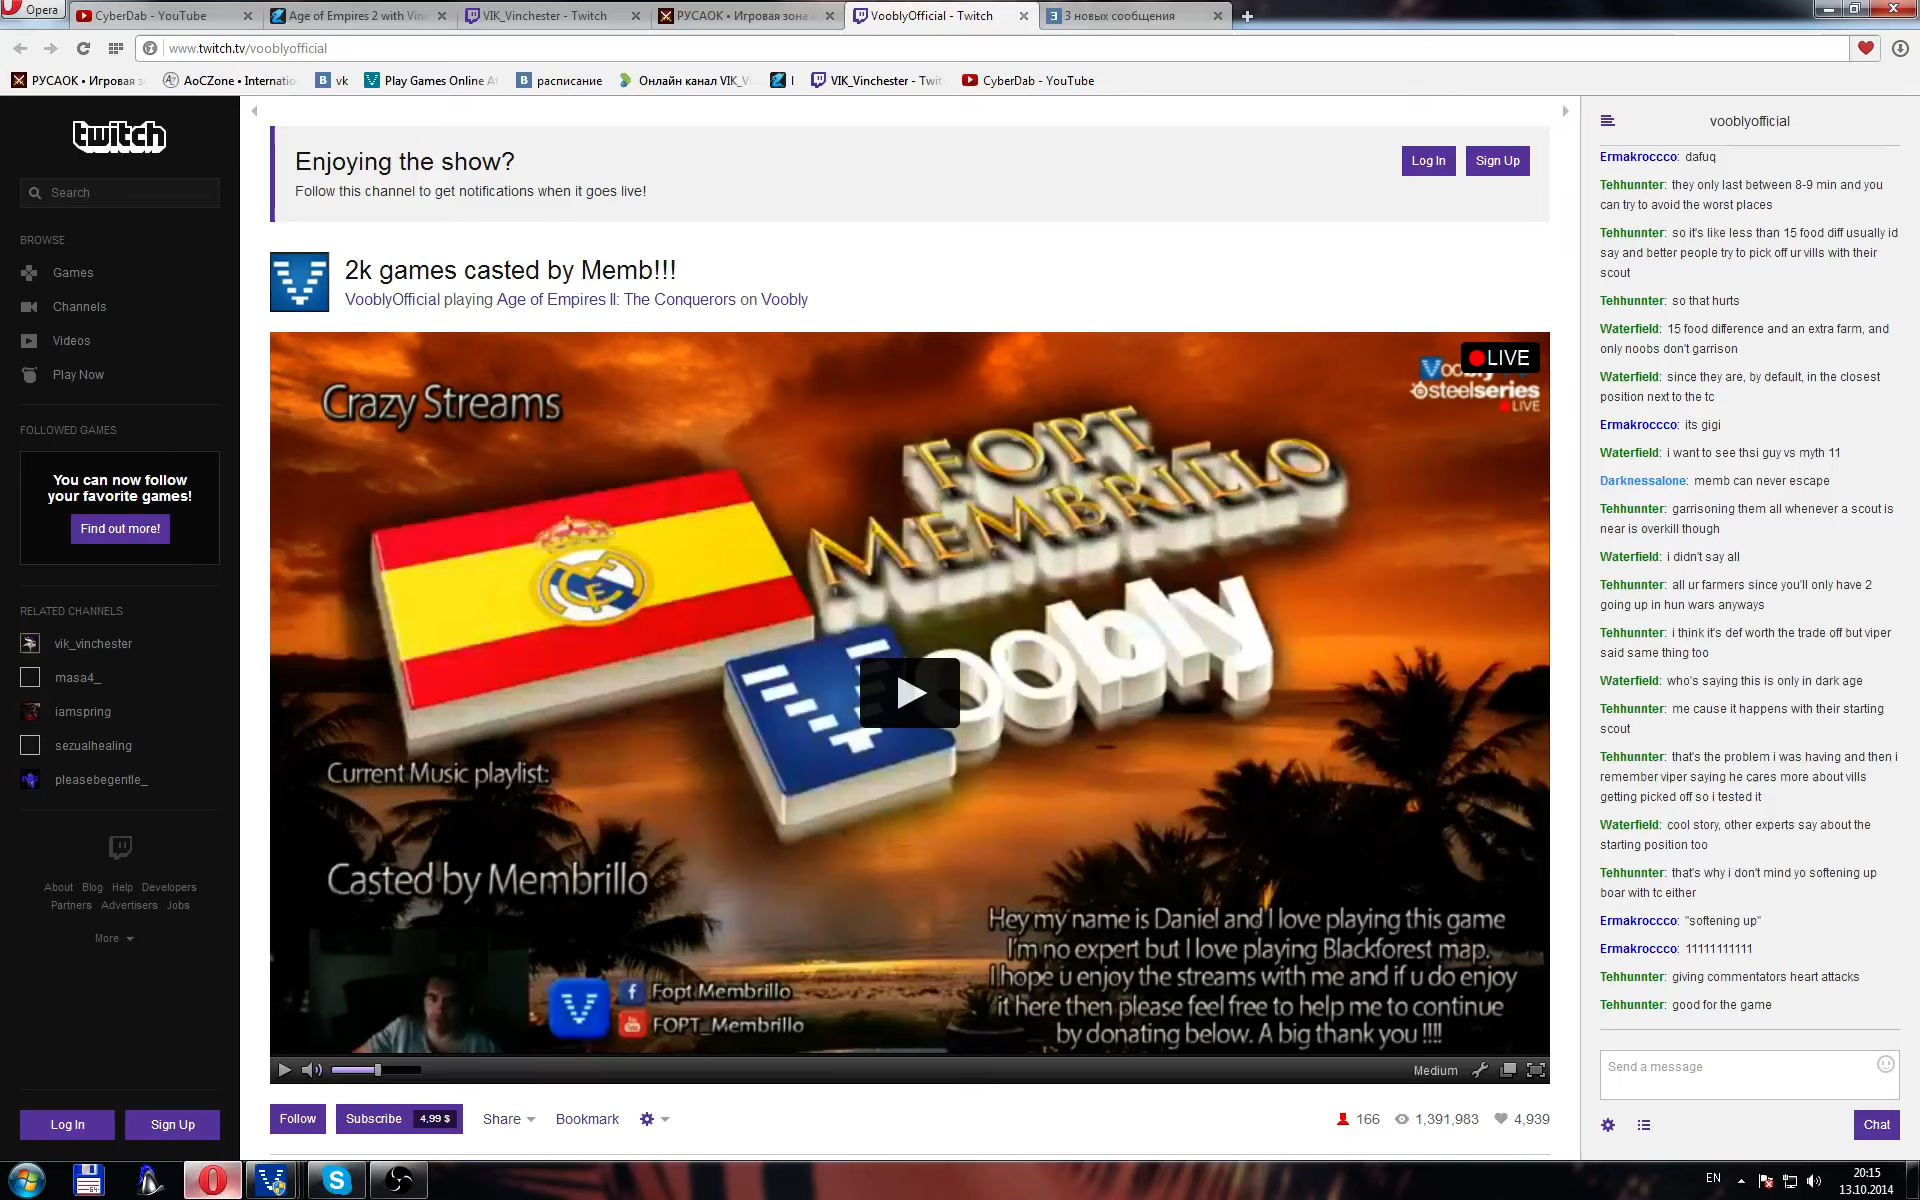 Opera
CyberDab - YouTube
Age of Empires 2 with Vin
VIK_Vinchester - Twitch
РУСАОК • Игровая зона
VooblyOfficial - Twitch
3 новых сообщения
www.twitch.tv/vooblyofficial
РУСАОК • Игровая з
AoCZone • Internatio
vk
Play Games Online A
расписание
Онлайн канал VIK_V
VIK_Vinchester - Twit
CyberDab - YouTube
twitch
Search
BROWSE
Games
Channels
Videos
Play Now
FOLLOWED GAMES
You can now follow
your favorite games!
Find out more!
RELATED CHANNELS
vik_vinchester
masa4_
iamspring
sezualhealing
pleasebegentle_
About Blog Help Developers
Partners Advertisers Jobs
More
Log In
Sign Up
Enjoying the show?
Follow this channel to get notifications when it goes live!
Log In
Sign Up
2k games casted by Memb!!!
VooblyOfficial playing Age of Empires II: The Conquerors on Voobly
LIVE
steelseries
LIVE
Crazy Streams
FOPT
MEMBRILLO
Voobly
Current Music playlist:
Casted by Membrillo
Fopt Membrillo
FOPT_Membrillo
Hey my name is Daniel and I love playing this game
I'm no expert but I love playing Blackforest map.
I hope u enjoy the streams with me and if u do enjoy
it here then please feel free to help me to continue
by donating below. A big thank you !!!!
Medium
Follow
Subscribe 4,99 $
Share
Bookmark
166
1,391,983
4,939
vooblyofficial
Ermakroccco: dafuq
Tehhunnter: they only last between 8-9 min and you
can try to avoid the worst places
Tehhunnter: so it's like less than 15 food diff usually id
say and better people try to pick off ur vills with their
scout
Tehhunnter: so that hurts
Waterfield: 15 food difference and an extra farm, and
only noobs don't garrison
Waterfield: since they are, by default, in the closest
position next to the tc
Ermakroccco: its gigi
Waterfield: i want to see thsi guy vs myth 11
Darknessalone: memb can never escape
Tehhunnter: garrisoning them all whenever a scout is
near is overkill though
Waterfield: i didn't say all
Tehhunnter: all ur farmers since you'll only have 2
going up in hun wars anyways
Tehhunnter: i think it's def worth the trade off but viper
said same thing too
Waterfield: who's saying this is only in dark age
Tehhunnter: me cause it happens with their starting
scout
Tehhunnter: that's the problem i was having and then i
remember viper saying he cares more about vills
getting picked off so i tested it
Waterfield: cool story, other experts say about the
starting position too
Tehhunnter: that's why i don't mind yo softening up
boar with tc either
Ermakroccco: "softening up"
Ermakroccco: 11111111111
Tehhunnter: giving commentators heart attacks
Tehhunnter: good for the game
Send a message
Chat
EN
20:15
13.10.2014